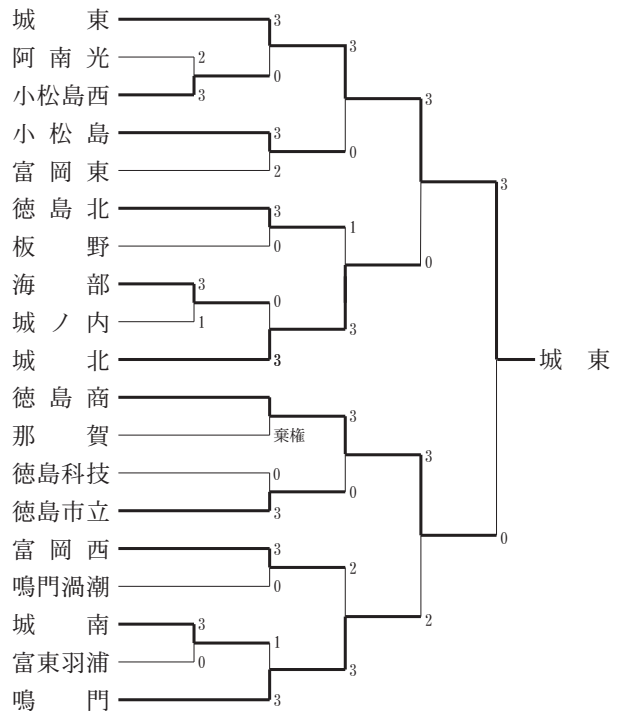 城東
3
3
阿南光
2
0
3
小松島西
3
小松島
3
0
3
富岡東
2
徳島北
3
1
板野
0
0
海部
3
0
城ノ内
1
3
城北
3
城東
徳島商
3
那賀
棄権
3
徳島科技
0
0
徳島市立
3
0
富岡西
3
2
鳴門渦潮
0
2
城南
3
1
富東羽浦
0
3
鳴門
3